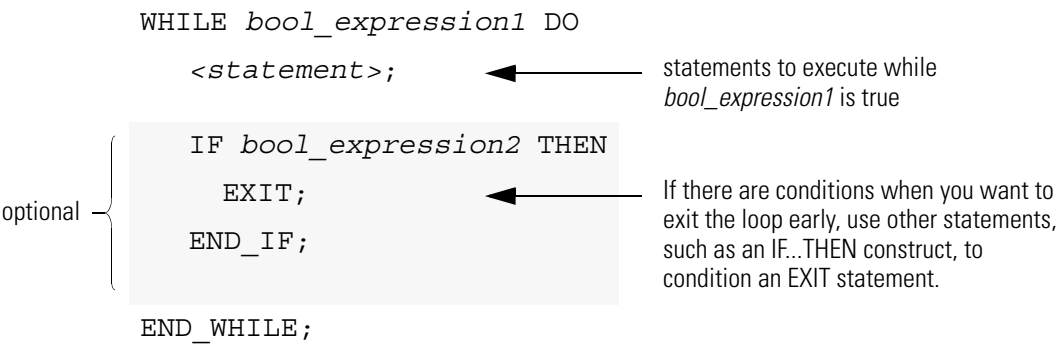 WHILE bool_expression1 DO
<statement>;
statements to execute while
bool_expression1 is true
optional
IF bool_expression2 THEN
EXIT;
END_IF;
If there are conditions when you want to
exit the loop early, use other statements,
such as an IF...THEN construct, to
condition an EXIT statement.
END_WHILE;